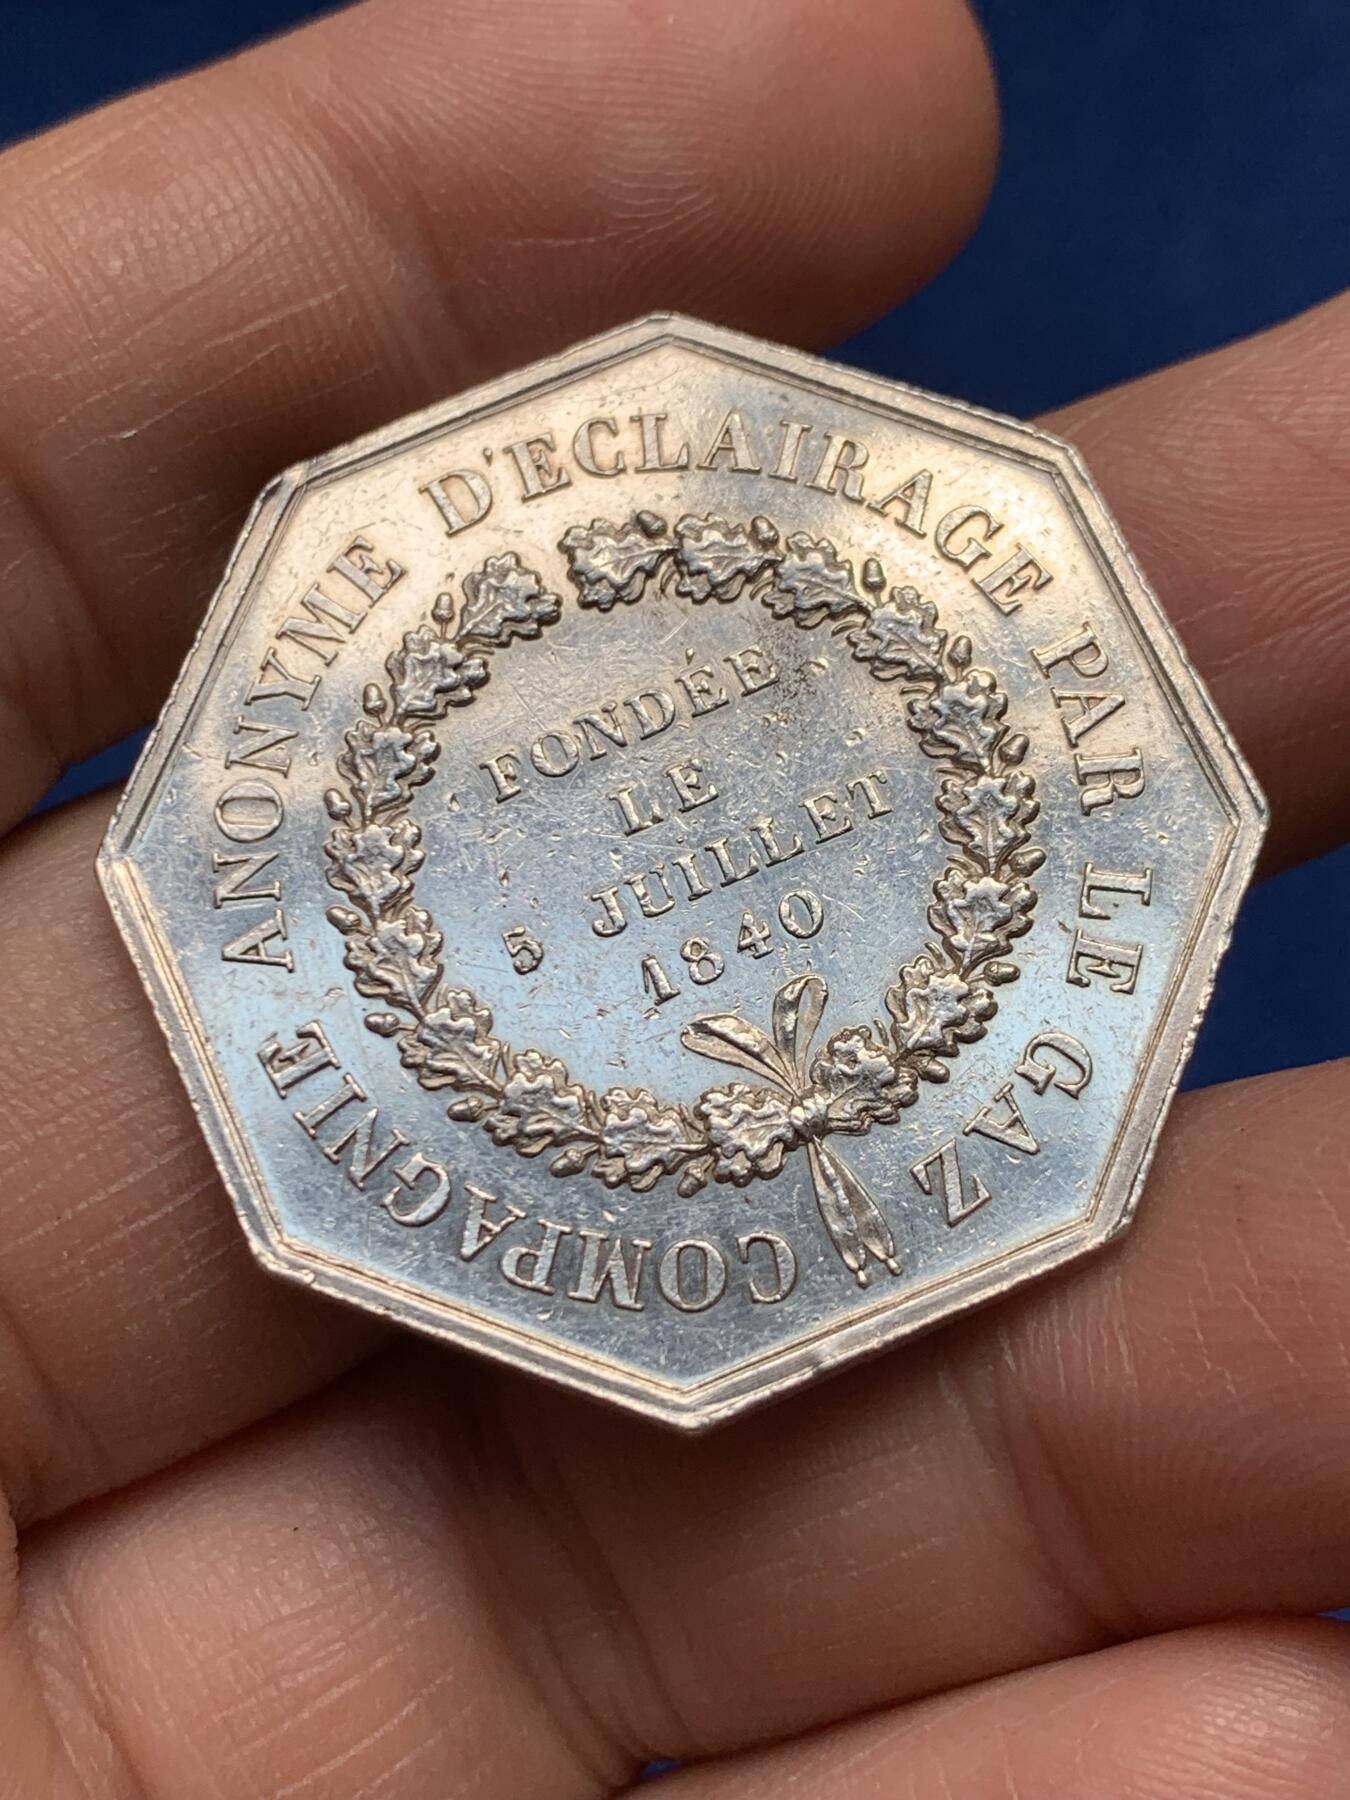 COMPAGNIE ANONYME D'ECLAIRAGE PAR LE GAZ
FONDÉE
LE
5 JUILLET
1840